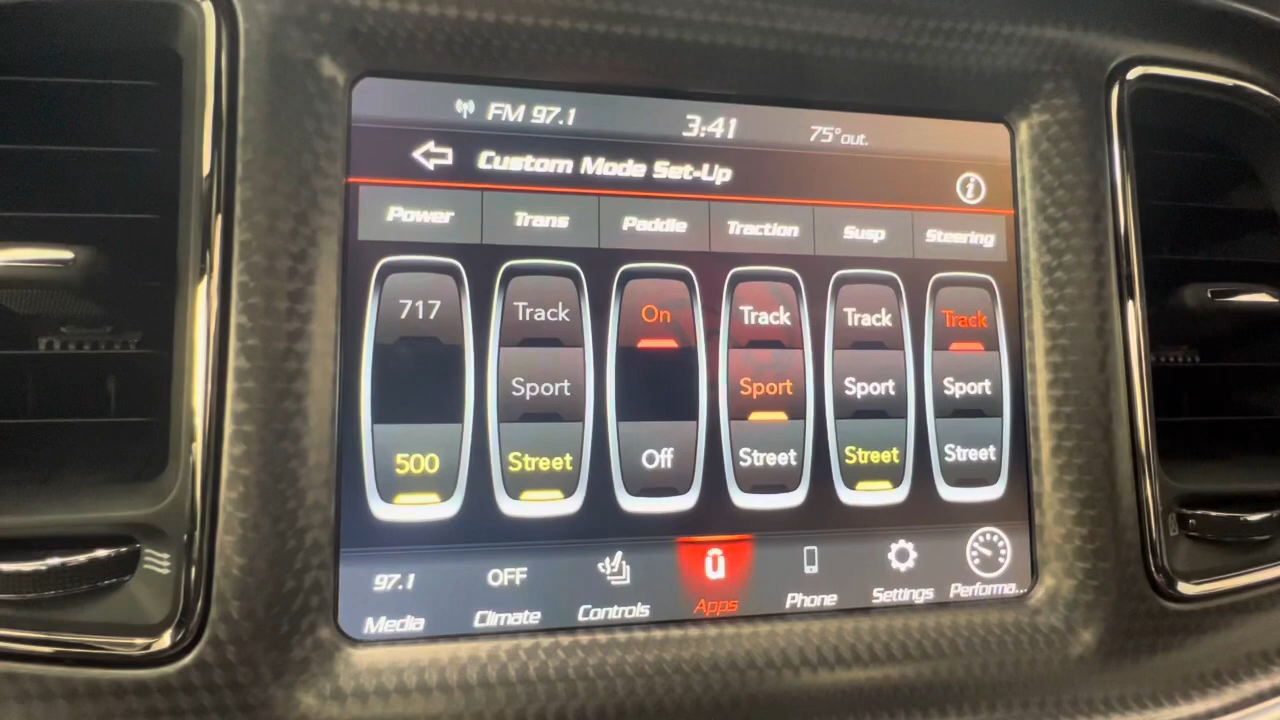 FM 97.1 3:41 75° out.
Custom Mode Set-Up
Power Trans Paddle Traction Susp Steering
717 Track On Track Track Track
Sport Sport Sport Sport
500 Street Off Street Street Street
97.1 OFF
Media Climate Controls Apps Phone Settings Performa...